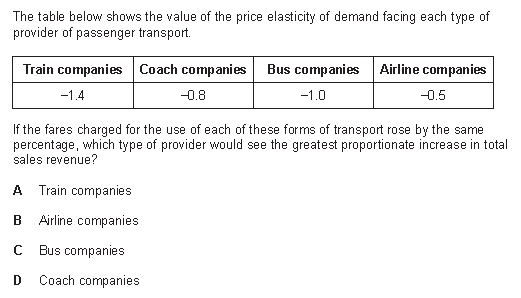 The table below shows the value of the price elasticity of demand facing each type of
provider of passenger transport.
Train companies Coach companies Bus companies Airline companies
–1.4 –0.8 –1.0 –0.5
If the fares charged for the use of each of these forms of transport rose by the same
percentage, which type of provider would see the greatest proportionate increase in total
sales revenue?
A Train companies
B Airline companies
C Bus companies
D Coach companies